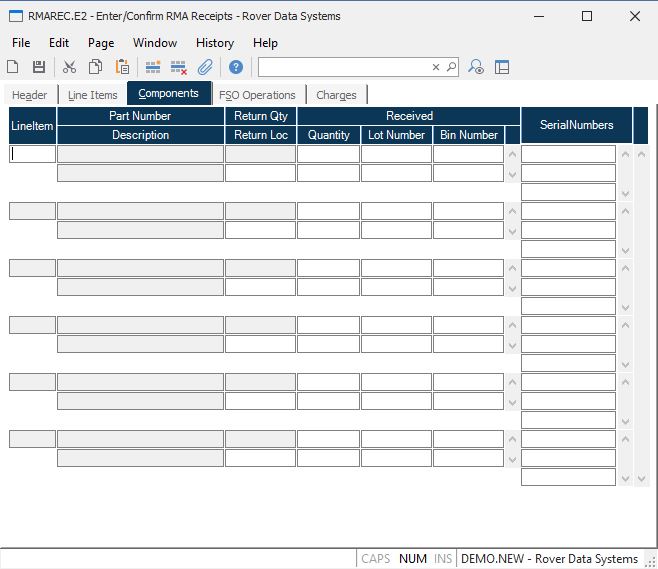 RMAREC.E2 - Enter/Confirm RMA Receipts - Rover Data Systems
File Edit Page Window History Help
Header Line Items Components FSO Operations Charges
LineItem Part Number Return Qty Received SerialNumbers
Description Return Loc Quantity Lot Number Bin Number
CAPS NUM INS DEMO.NEW - Rover Data Systems